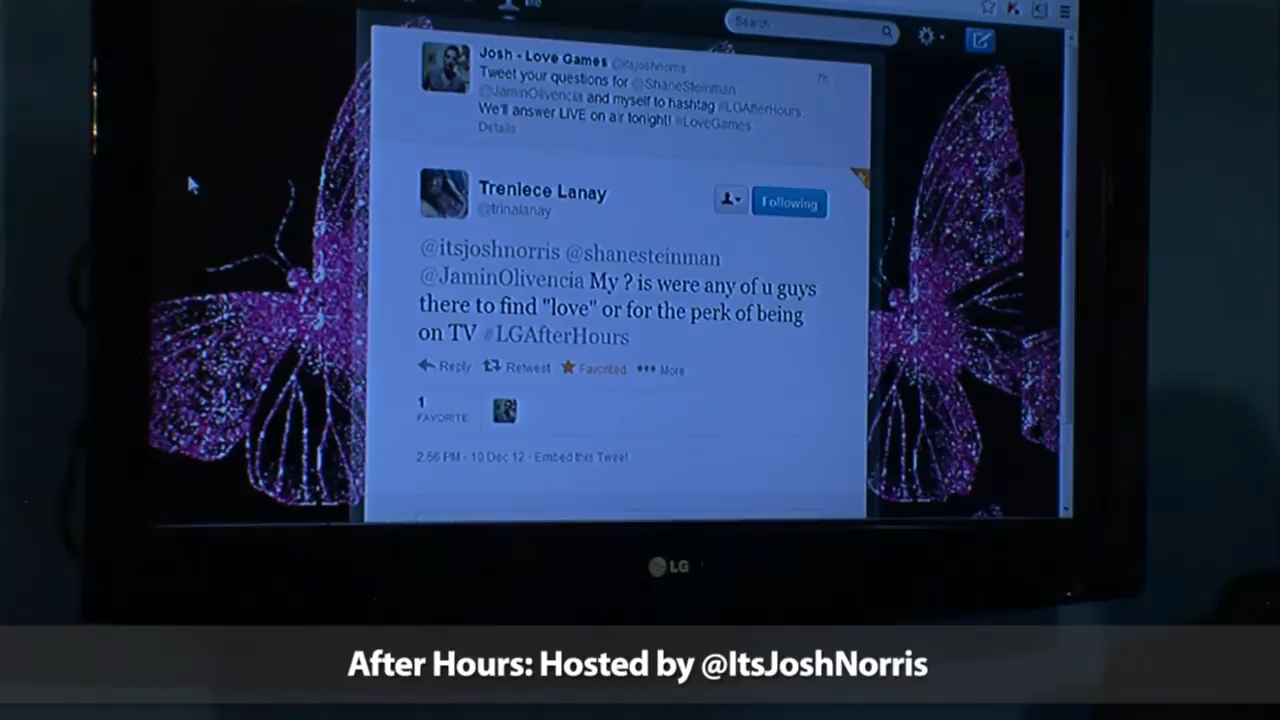 Search
Josh - Love Games @itsjoshnorris
7h
Tweet your questions for @ShaneSteinman
@JaminOlivencia and myself to hashtag #LGAfterHours
We'll answer LIVE on air tonight! #LoveGames
Details
Treniece Lanay
@trinalanay
Following
@itsjoshnorris @shanesteinman
@JaminOlivencia My ? is were any of u guys
there to find "love" or for the perk of being
on TV #LGAfterHours
Reply Retweet Favorited More
1
FAVORITE
2:56 PM - 10 Dec 12 · Embed this Tweet
LG
After Hours: Hosted by @ItsJoshNorris